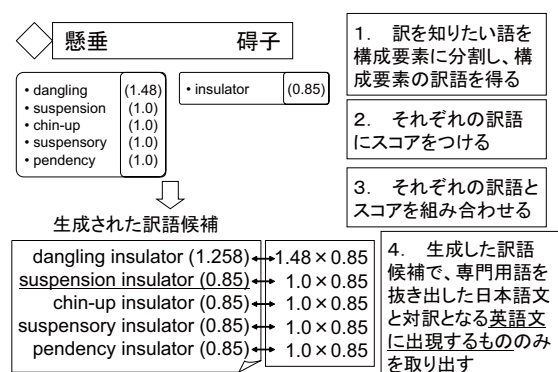 懸垂 碍子
• dangling (1.48)
• suspension (1.0)
• chin-up (1.0)
• suspensory (1.0)
• pendency (1.0)
• insulator (0.85)
生成された訳語候補
dangling insulator (1.258) 1.48×0.85
suspension insulator (0.85) 1.0×0.85
chin-up insulator (0.85) 1.0×0.85
suspensory insulator (0.85) 1.0×0.85
pendency insulator (0.85) 1.0×0.85
1. 訳を知りたい語を
構成要素に分割し、構
成要素の訳語を得る
2. それぞれの訳語
にスコアをつける
3. それぞれの訳語と
スコアを組み合わせる
4. 生成した訳語
候補で、専門用語を
抜き出した日本語文
と対訳となる英語文
に出現するもののみ
を取り出す